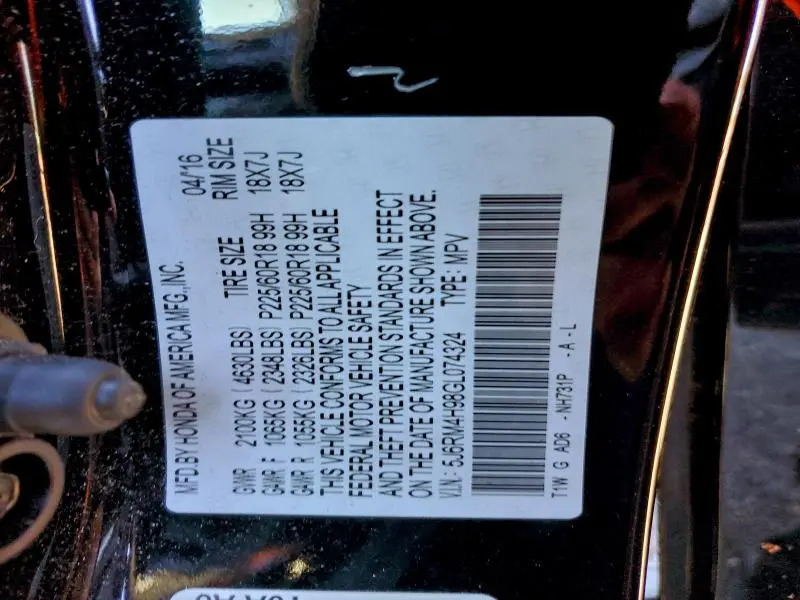 MFD.BY HONDA OF AMERICA MFG.,INC. 04/16
GVWR 2100KG ( 4630LBS) TIRE SIZE RIM SIZE
GAWR F 1065KG ( 2348LBS) P225/60R18 99H 18X7J
GAWR R 1055KG ( 2326LBS) P225/60R18 99H 18X7J
THIS VEHICLE CONFORMS TO ALL APPLICABLE
FEDERAL MOTOR VEHICLE SAFETY
AND THEFT PREVENTION STANDARDS IN EFFECT
ON THE DATE OF MANUFACTURE SHOWN ABOVE.
V.I.N.- 5J6RM4H88GL074324 TYPE: MPV
T1W G AD6 -NH731P -A -L